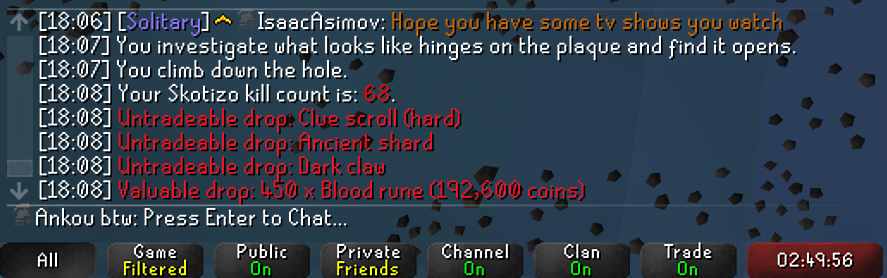 [18:06] [Solitary] IsaacAsimov: Hope you have some tv shows you watch
[18:07] You investigate what looks like hinges on the plaque and find it opens.
[18:07] You climb down the hole.
[18:08] Your Skotizo kill count is: 68.
[18:08] Untradeable drop: Clue scroll (hard)
[18:08] Untradeable drop: Ancient shard
[18:08] Untradeable drop: Dark claw
[18:08] Valuable drop: 450 x Blood rune (192,600 coins)
Ankou btw: Press Enter to Chat...
All Game Filtered Public On Private Friends Channel On Clan On Trade On 02:49:56